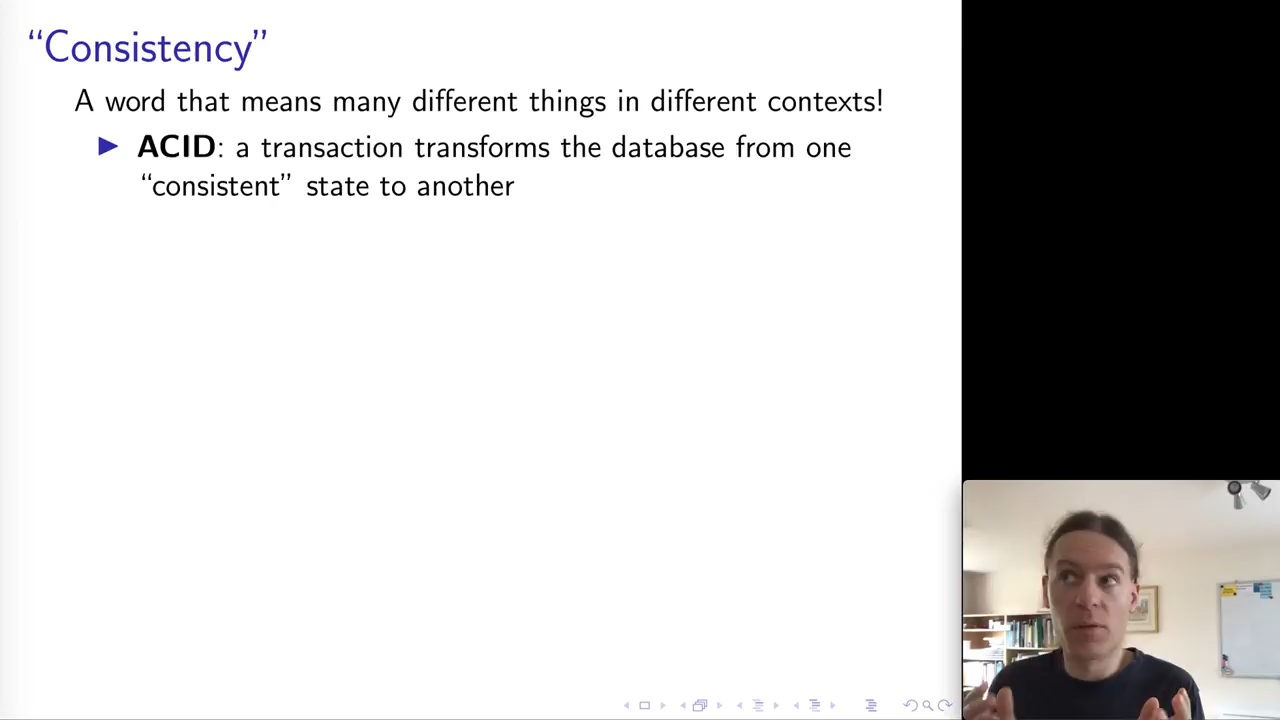 “Consistency”
A word that means many different things in different contexts!
▶ ACID: a transaction transforms the database from one
“consistent” state to another